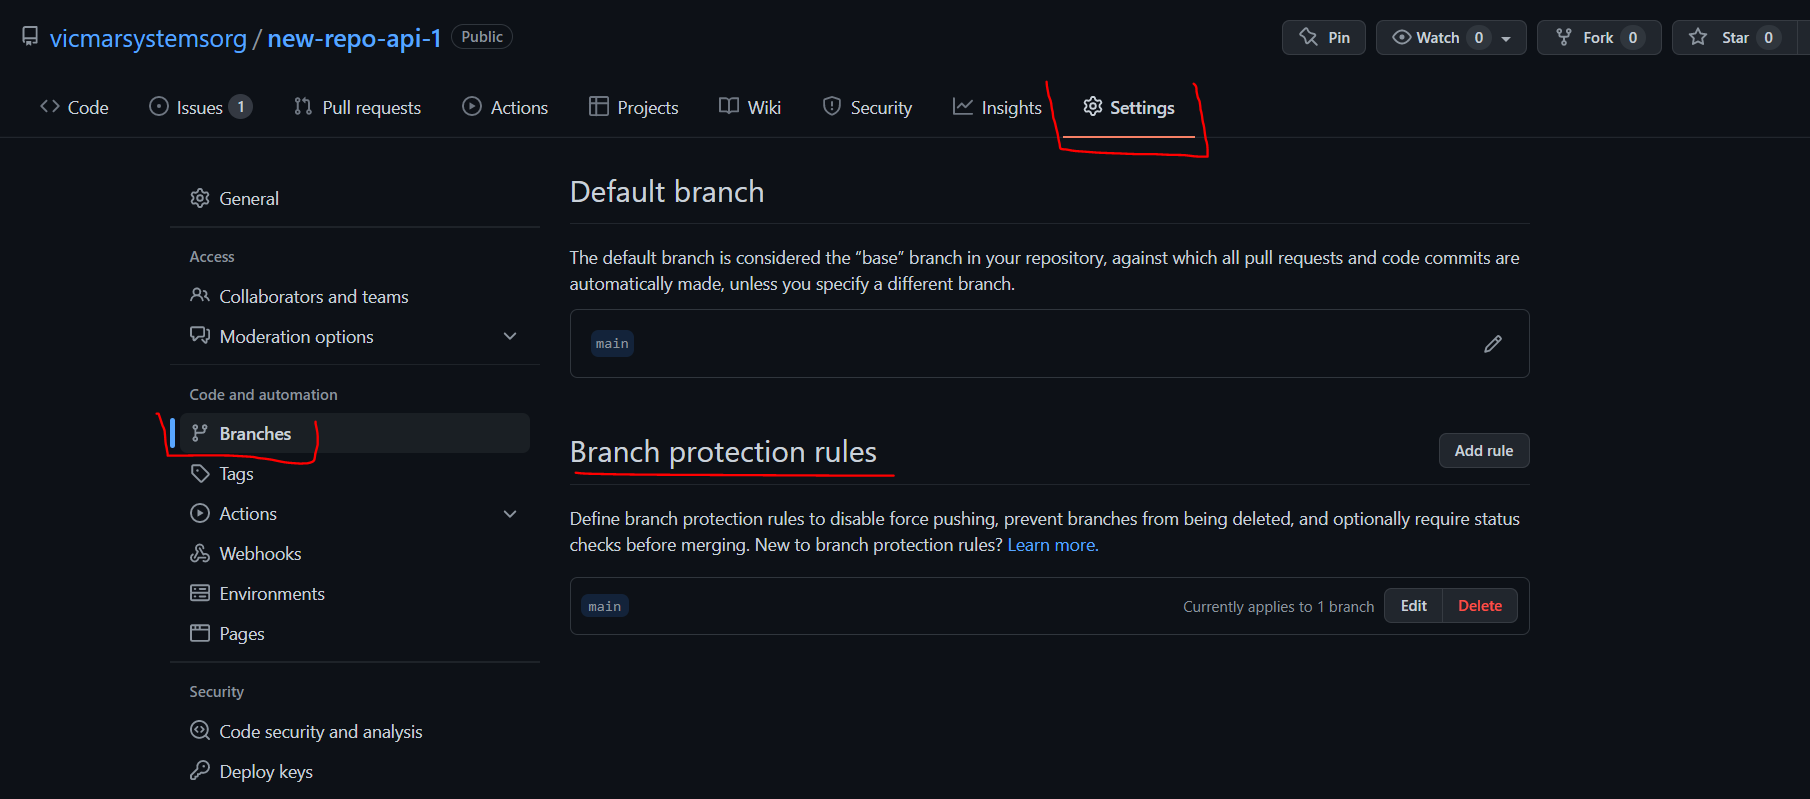 vicmarsystemsorg / new-repo-api-1 Public
Pin
Watch 0
Fork 0
Star 0
Code
Issues 1
Pull requests
Actions
Projects
Wiki
Security
Insights
Settings
General
Access
Collaborators and teams
Moderation options
Code and automation
Branches
Tags
Actions
Webhooks
Environments
Pages
Security
Code security and analysis
Deploy keys
Default branch
The default branch is considered the “base” branch in your repository, against which all pull requests and code commits are
automatically made, unless you specify a different branch.
main
Branch protection rules
Add rule
Define branch protection rules to disable force pushing, prevent branches from being deleted, and optionally require status
checks before merging. New to branch protection rules? Learn more.
main
Currently applies to 1 branch
Edit
Delete